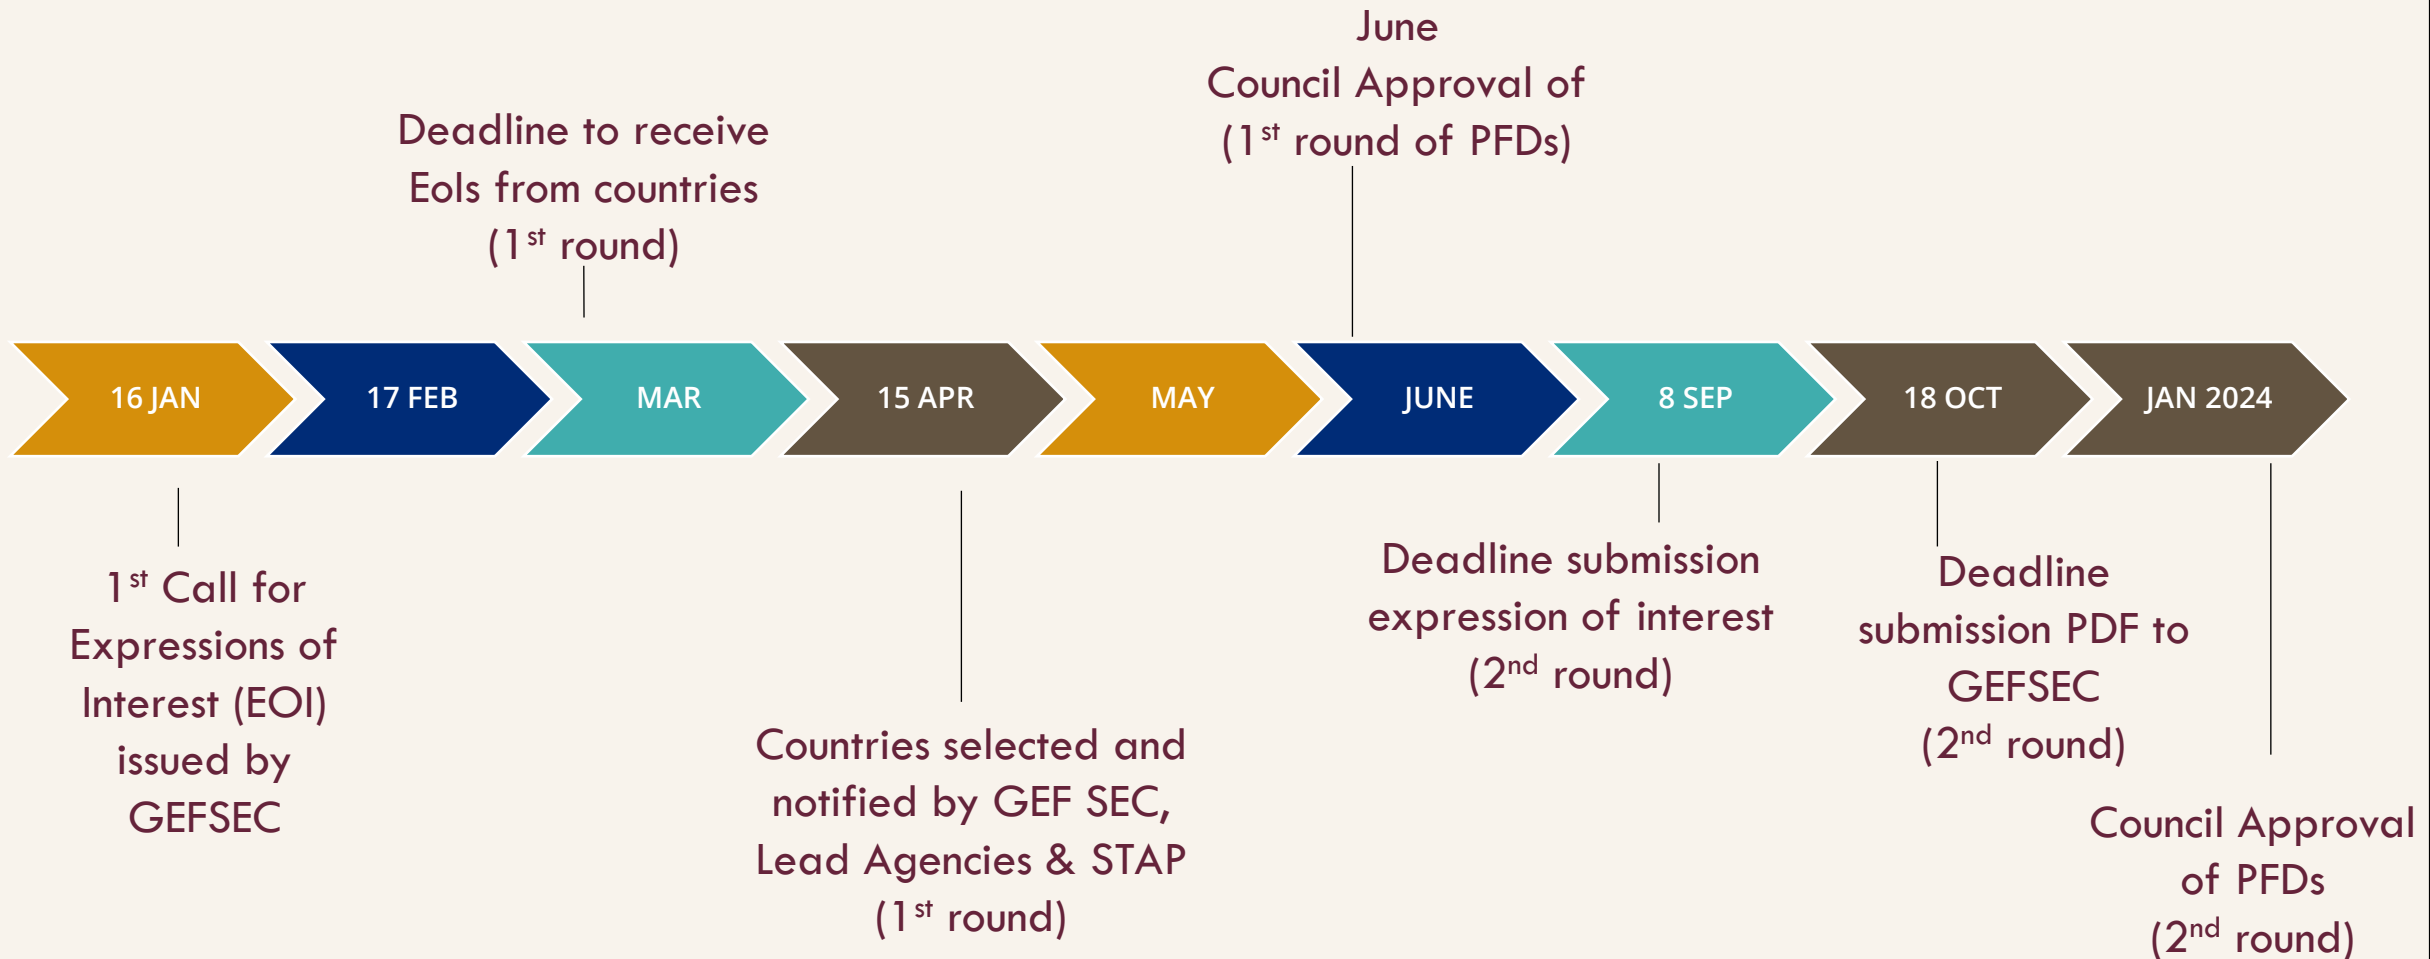 June
Council Approval of
(1st round of PFDs)
Deadline to receive
EoIs from countries
(1st round)
16 JAN
17 FEB
MAR
15 APR
MAY
JUNE
8 SEP
18 OCT
JAN 2024
1st Call for
Expressions of
Interest (EOI)
issued by
GEFSEC
Countries selected and
notified by GEF SEC,
Lead Agencies & STAP
(1st round)
Deadline submission
expression of interest
(2nd round)
Deadline
submission PDF to
GEFSEC
(2nd round)
Council Approval
of PFDs
(2nd round)